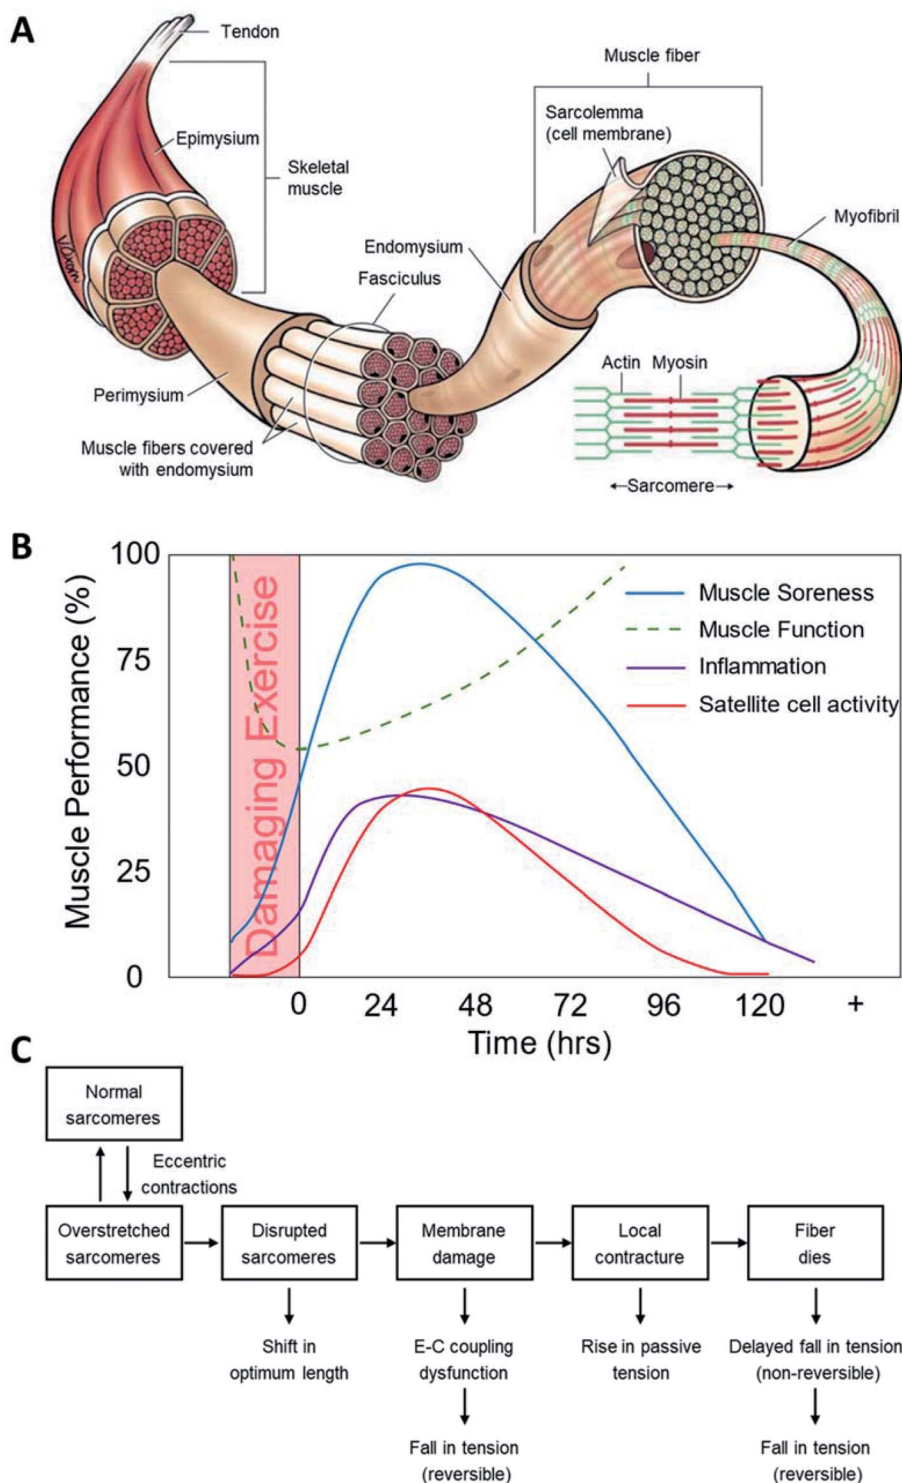 A
Tendon
Epimysium
Skeletal
muscle
Muscle fiber
Sarcolemma
(cell membrane)
Myofibril
Endomysium
Fasciculus
Perimysium
Muscle fibers covered
with endomysium
Actin
Myosin
Sarcomere
B
Muscle Performance (%)
100
75
50
25
0
Damaging Exercise
Muscle Soreness
Muscle Function
Inflammation
Satellite cell activity
0 24 48 72 96 120 +
Time (hrs)
C
Normal
sarcomeres
Eccentric
contractions
Overstretched
sarcomeres
Disrupted
sarcomeres
Membrane
damage
Local
contracture
Fiber
dies
Shift in
optimum length
E-C coupling
dysfunction
Rise in passive
tension
Delayed fall in tension
(non-reversible)
Fall in tension
(reversible)
Fall in tension
(reversible)